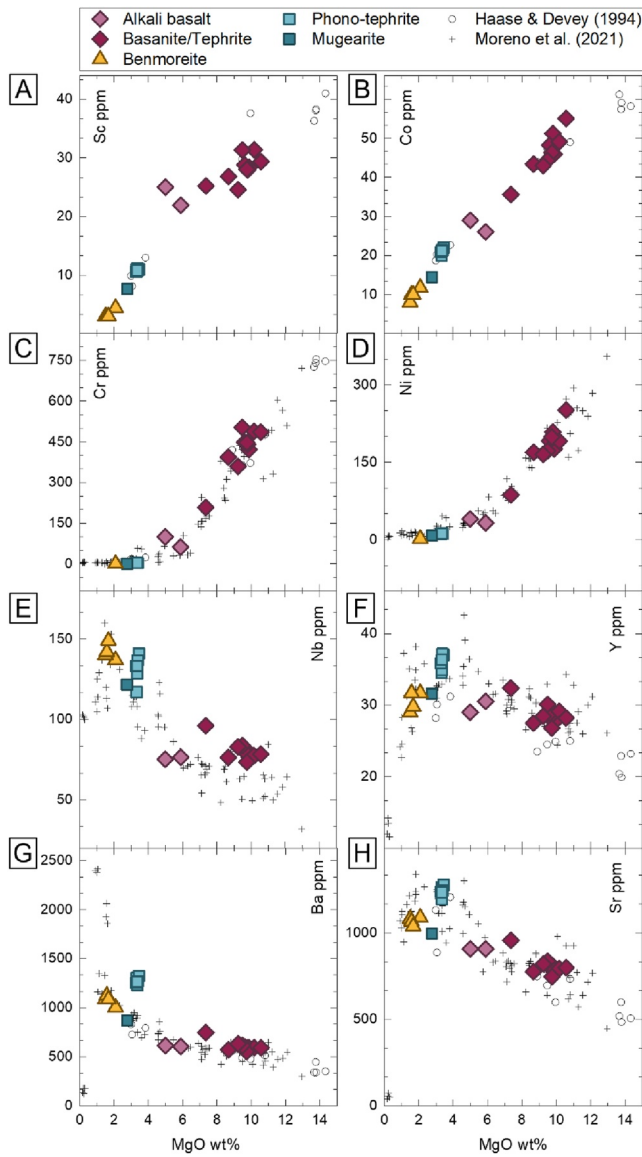 Alkali basalt Phono-tephrite Haase & Devey (1994)
Basanite/Tephrite Mugearite Moreno et al. (2021)
Benmoreite
A Sc ppm
40
30
20
10
B Co ppm
60
50
40
30
20
10
C Cr ppm
750
600
450
300
150
0
D Ni ppm
300
150
0
E Nb ppm
150
100
50
F Y ppm
40
30
20
G Ba ppm
2500
2000
1500
1000
500
0
H Sr ppm
1000
500
0
0 2 4 6 8 10 12 14
MgO wt%
0 2 4 6 8 10 12 14
MgO wt%